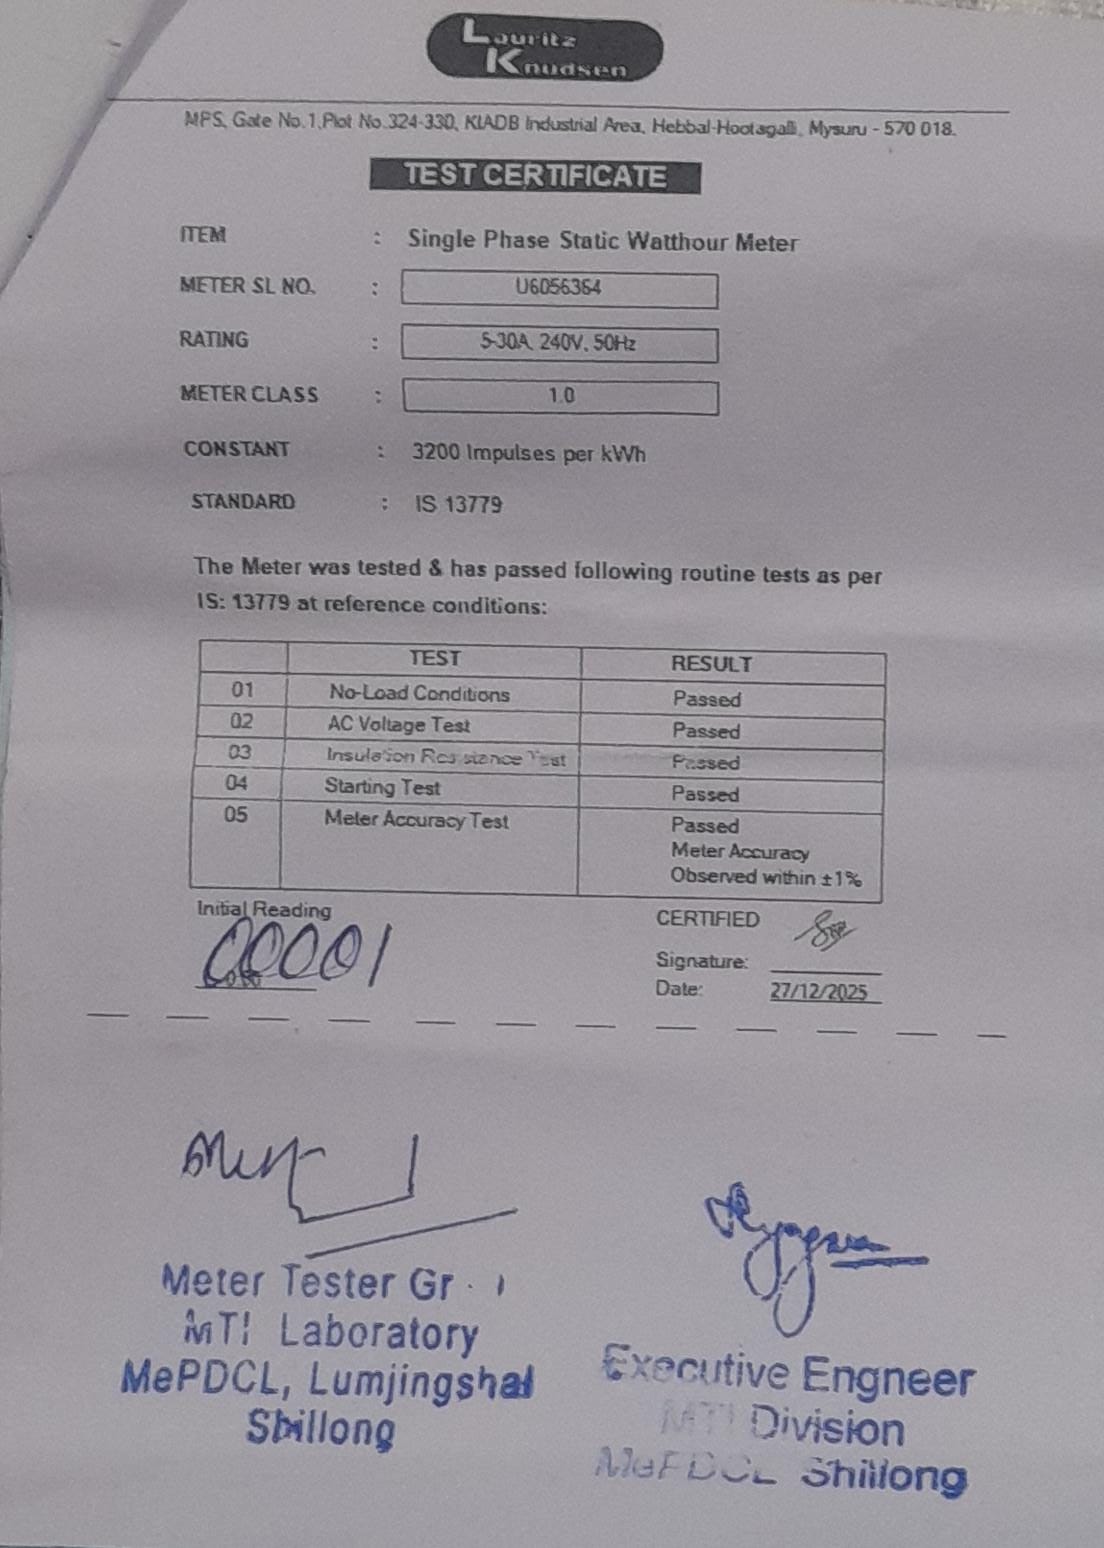 Lauritz
Knudsen
MPS, Gate No.1,Plot No.324-330, KIADB Industrial Area, Hebbal-Hootagalli, Mysuru - 570 018.
TEST CERTIFICATE
ITEM : Single Phase Static Watthour Meter
METER SL NO. : U6056364
RATING : 5-30A, 240V, 50Hz
METER CLASS : 1.0
CONSTANT : 3200 Impulses per kWh
STANDARD : IS 13779
The Meter was tested & has passed following routine tests as per
IS: 13779 at reference conditions:
TEST RESULT
01 No-Load Conditions Passed
02 AC Voltage Test Passed
03 Insulation Resistance Test Passed
04 Starting Test Passed
05 Meter Accuracy Test Passed
Meter Accuracy
Observed within ±1%
Initial Reading
00001
CERTIFIED
Signature:
Date: 27/12/2025
Meter Tester Gr - I
MTI Laboratory
MePDCL, Lumjingshai
Shillong
Executive Engneer
MTI Division
MePDCL Shillong